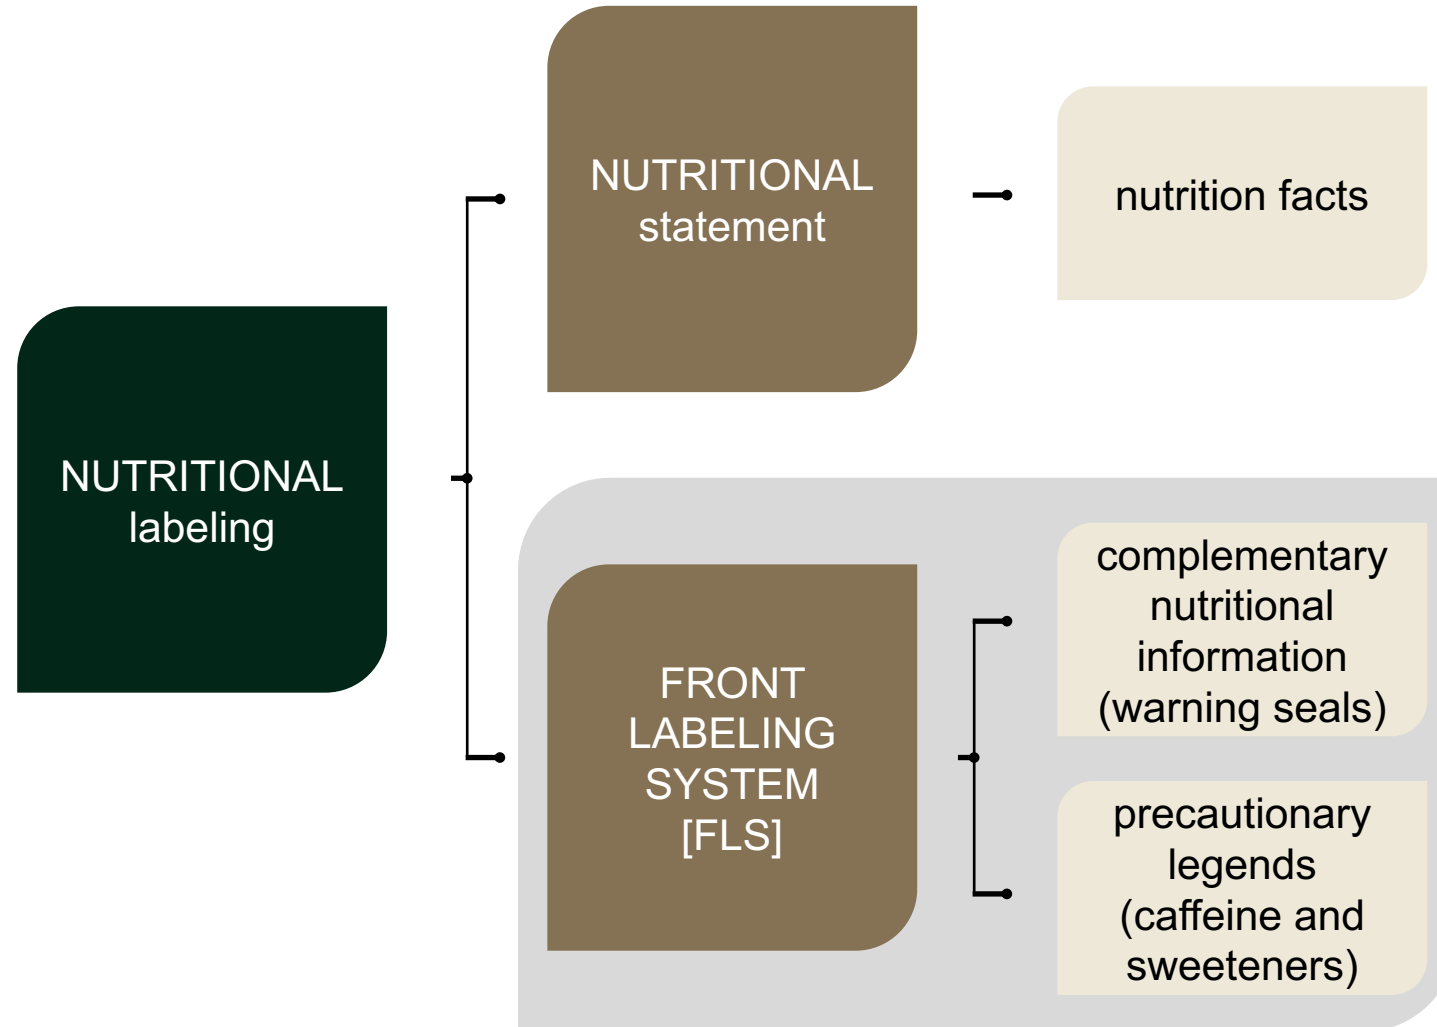 NUTRITIONAL
labeling
NUTRITIONAL
statement
nutrition facts
FRONT
LABELING
SYSTEM
[FLS]
complementary
nutritional
information
(warning seals)
precautionary
legends
(caffeine and
sweeteners)